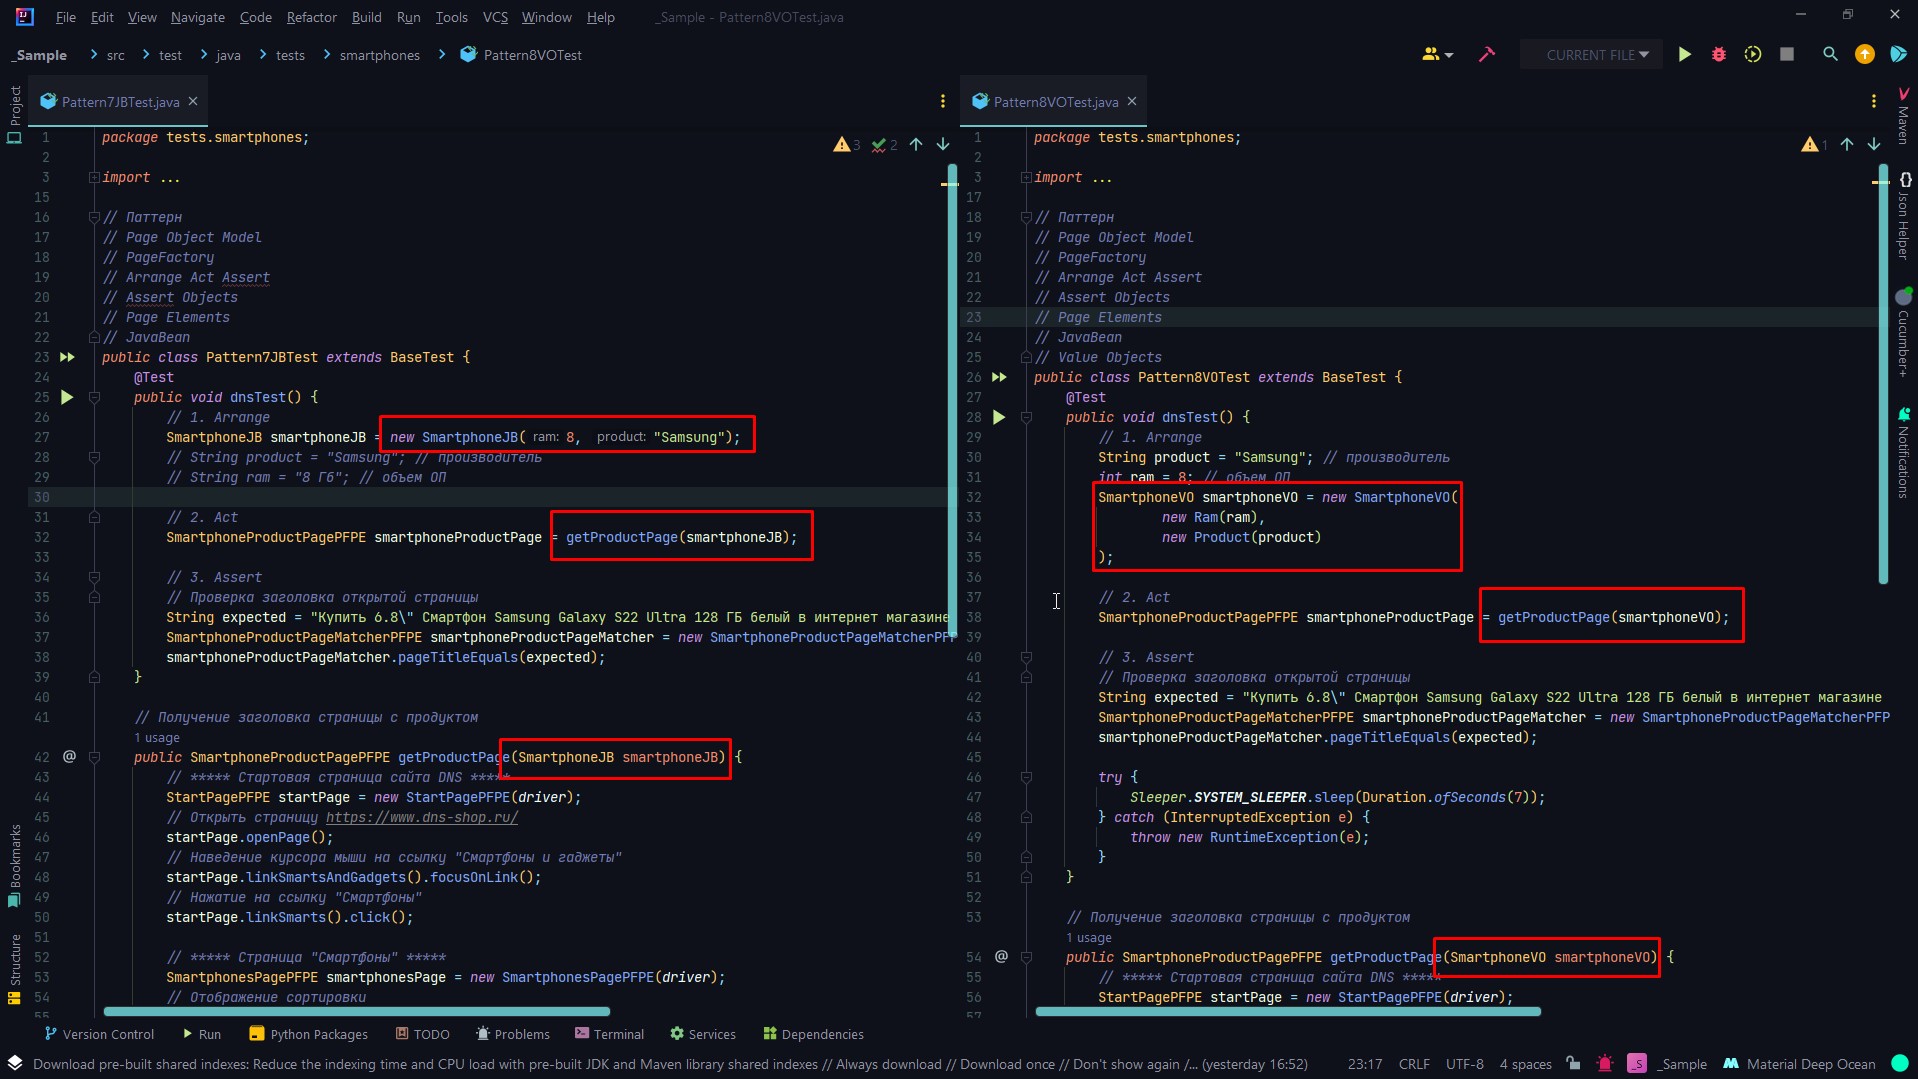 File Edit View Navigate Code Refactor Build Run Tools VCS Window Help _Sample - Pattern8VOTest.java
_Sample src test java tests smartphones Pattern8VOTest CURRENT FILE
Project
Pattern7JBTest.java
3 2
1 package tests.smartphones;
2
3 import ...
15
16 // Паттерн
17 // Page Object Model
18 // PageFactory
19 // Arrange Act Assert
20 // Assert Objects
21 // Page Elements
22 // JavaBean
23 public class Pattern7JBTest extends BaseTest {
24 @Test
25 public void dnsTest() {
26 // 1. Arrange
27 SmartphoneJB smartphoneJB = new SmartphoneJB( ram: 8, product: "Samsung");
28 // String product = "Samsung"; // производитель
29 // String ram = "8 Гб"; // объем ОП
30
31 // 2. Act
32 SmartphoneProductPagePFPE smartphoneProductPage = getProductPage(smartphoneJB);
33
34 // 3. Assert
35 // Проверка заголовка открытой страницы
36 String expected = "Купить 6.8\" Смартфон Samsung Galaxy S22 Ultra 128 ГБ белый в интернет магазине
37 SmartphoneProductPageMatcherPFPE smartphoneProductPageMatcher = new SmartphoneProductPageMatcherPFP
38 smartphoneProductPageMatcher.pageTitleEquals(expected);
39 }
40
41 // Получение заголовка страницы с продуктом
1 usage
42 @ public SmartphoneProductPagePFPE getProductPage(SmartphoneJB smartphoneJB) {
43 // ***** Стартовая страница сайта DNS *****
44 StartPagePFPE startPage = new StartPagePFPE(driver);
45 // Открыть страницу https://www.dns-shop.ru/
46 startPage.openPage();
47 // Наведение курсора мыши на ссылку "Смартфоны и гаджеты"
48 startPage.linkSmartsAndGadgets().focusOnLink();
49 // Нажатие на ссылку "Смартфоны"
50 startPage.linkSmarts().click();
51
52 // ***** Страница "Смартфоны" *****
53 SmartphonesPagePFPE smartphonesPage = new SmartphonesPagePFPE(driver);
54 // Отображение сортировки
55
Pattern8VOTest.java
1
1 package tests.smartphones;
2
3 import ...
17
18 // Паттерн
19 // Page Object Model
20 // PageFactory
21 // Arrange Act Assert
22 // Assert Objects
23 // Page Elements
24 // JavaBean
25 // Value Objects
26 public class Pattern8VOTest extends BaseTest {
27 @Test
28 public void dnsTest() {
29 // 1. Arrange
30 String product = "Samsung"; // производитель
31 int ram = 8; // объем ОП
32 SmartphoneVO smartphoneVO = new SmartphoneVO(
33 new Ram(ram),
34 new Product(product)
35 );
36
37 // 2. Act
38 SmartphoneProductPagePFPE smartphoneProductPage = getProductPage(smartphoneVO);
39
40 // 3. Assert
41 // Проверка заголовка открытой страницы
42 String expected = "Купить 6.8\" Смартфон Samsung Galaxy S22 Ultra 128 ГБ белый в интернет магазине
43 SmartphoneProductPageMatcherPFPE smartphoneProductPageMatcher = new SmartphoneProductPageMatcherPFP
44 smartphoneProductPageMatcher.pageTitleEquals(expected);
45
46 try {
47 Sleeper.SYSTEM_SLEEPER.sleep(Duration.ofSeconds(7));
48 } catch (InterruptedException e) {
49 throw new RuntimeException(e);
50 }
51 }
52
53 // Получение заголовка страницы с продуктом
1 usage
54 @ public SmartphoneProductPagePFPE getProductPage(SmartphoneVO smartphoneVO) {
55 // ***** Стартовая страница сайта DNS *****
56 StartPagePFPE startPage = new StartPagePFPE(driver);
57
Maven
Json Helper
Cucumber+
Notifications
Bookmarks
Structure
Version Control Run Python Packages TODO Problems Terminal Services Dependencies
Download pre-built shared indexes: Reduce the indexing time and CPU load with pre-built JDK and Maven library shared indexes // Always download // Download once // Don't show again /... (yesterday 16:52) 23:17 CRLF UTF-8 4 spaces _S _Sample Material Deep Ocean